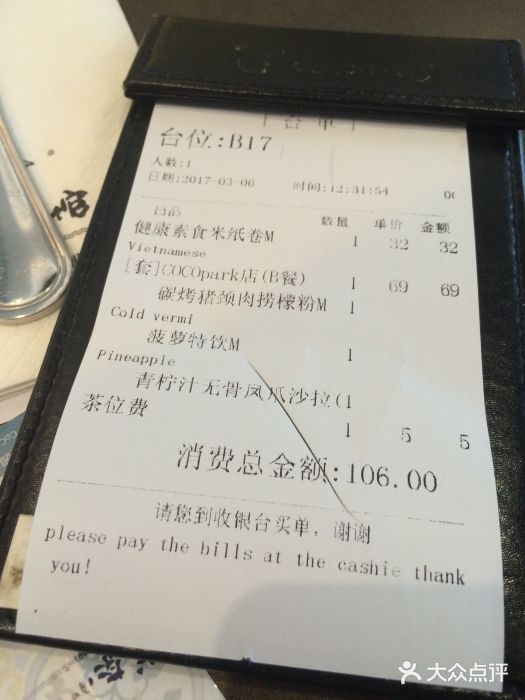 [台单]
台位:B17
人数:1
日期:2017-03-06 时间:12:31:54 00
出品 数量 单价 金额
健康素食米纸卷M 1 32 32
Vietnamese
[套]COCOpark店(B餐) 1 69 69
碳烤猪颈肉捞檬粉M 1
Cold vermi
菠萝特饮M 1
Pineapple
青柠汁无骨凤爪沙拉(1
茶位费 1 5 5
消费总金额:106.00
请您到收银台买单，谢谢
please pay the bills at the cashie thank
you!
大众点评